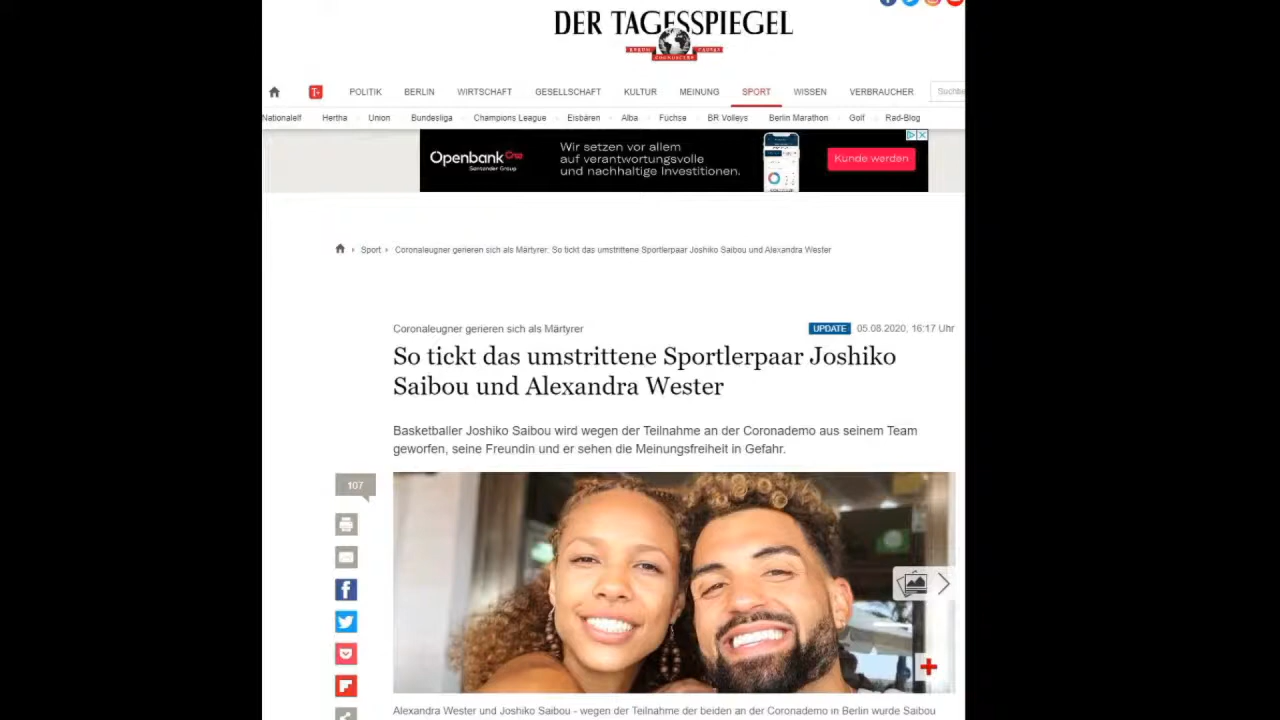 DER TAGESSPIEGEL
T+
POLITIK BERLIN WIRTSCHAFT GESELLSCHAFT KULTUR MEINUNG SPORT WISSEN VERBRAUCHER
Nationalelf Hertha Union Bundesliga Champions League Eisbären Alba Füchse BR Volleys Berlin Marathon Golf Rad-Blog
Openbank
Santander Group
Wir setzen vor allem
auf verantwortungsvolle
und nachhaltige Investitionen.
Kunde werden
Sport Coronaleugner gerieren sich als Märtyrer: So tickt das umstrittene Sportlerpaar Joshiko Saibou und Alexandra Wester
Coronaleugner gerieren sich als Märtyrer UPDATE 05.08.2020, 16:17 Uhr
So tickt das umstrittene Sportlerpaar Joshiko
Saibou und Alexandra Wester
Basketballer Joshiko Saibou wird wegen der Teilnahme an der Coronademo aus seinem Team
geworfen, seine Freundin und er sehen die Meinungsfreiheit in Gefahr.
107
Alexandra Wester und Joshiko Saibou - wegen der Teilnahme der beiden an der Coronademo in Berlin wurde Saibou